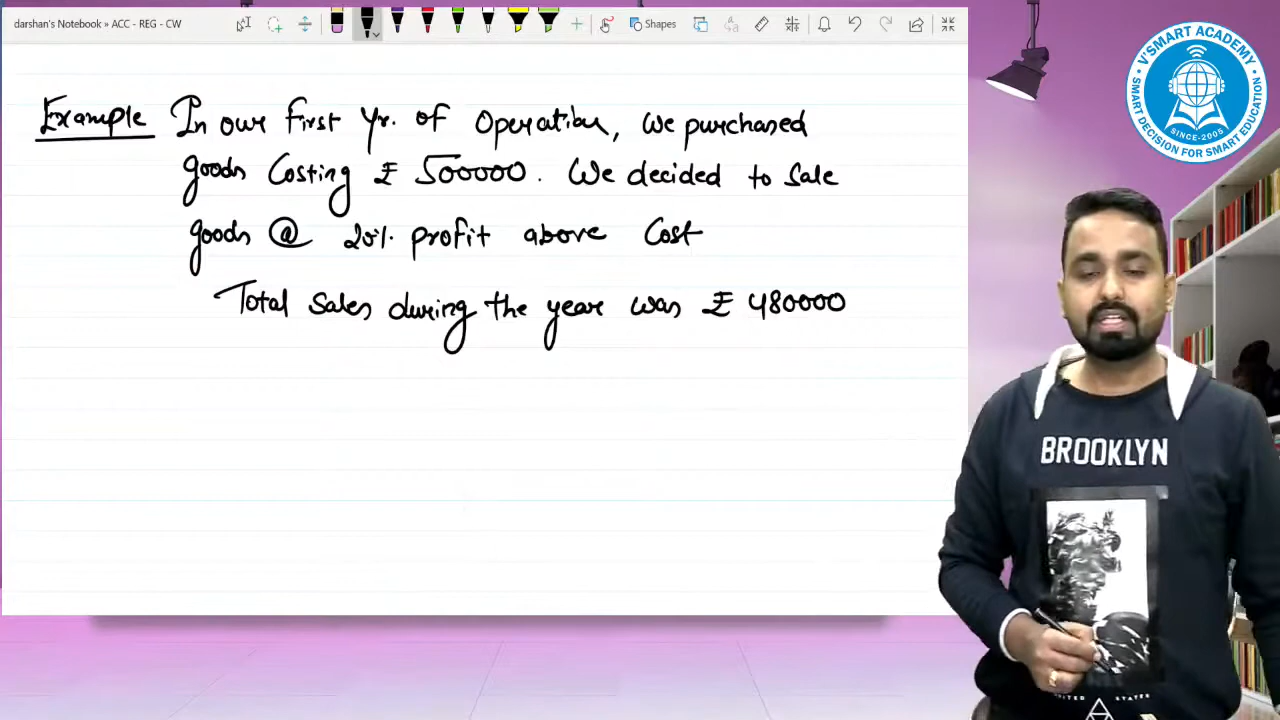 darshan's Notebook » ACC - REG - CW
Shapes
Example In our first yr. of Operation, We purchased
goods Costing ₹ 500000. We decided to sale
goods @ 20% profit above Cost
Total Sales during the year was ₹ 480000
V'SMART ACADEMY
SINCE-2005
SMART DECISION FOR SMART EDUCATION
BROOKLYN
UNITED STATES